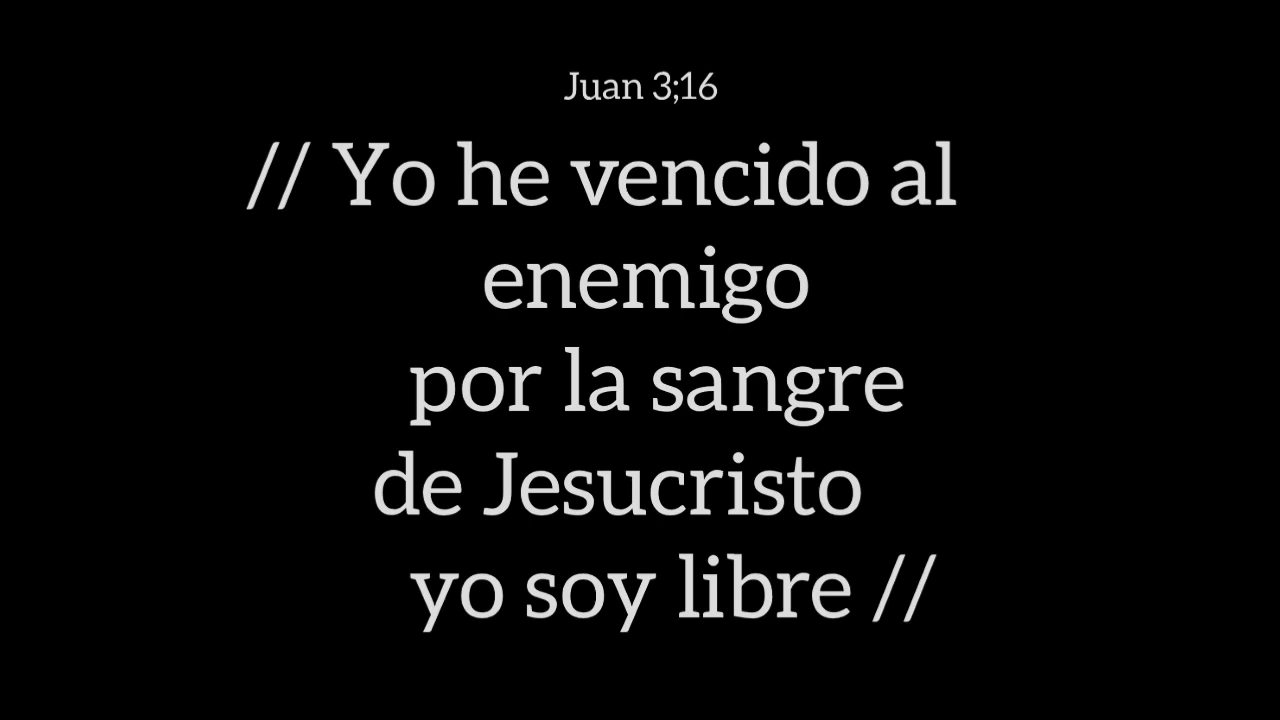 Juan 3;16
// Yo he vencido al
enemigo
por la sangre
de Jesucristo
yo soy libre //